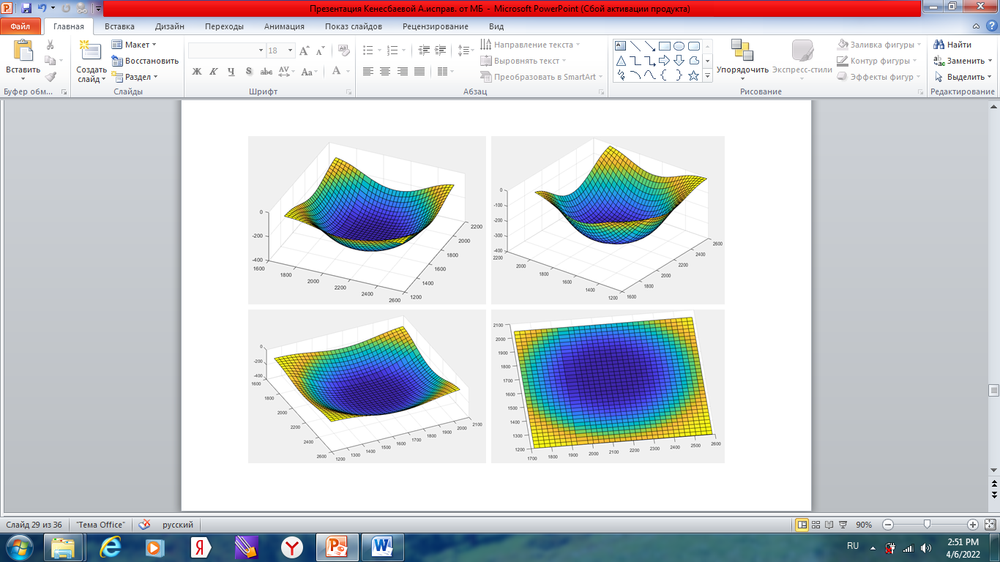 Презентация Кенесбаевой А.исправ. от МБ - Microsoft PowerPoint (Сбой активации продукта)
Файл Главная Вставка Дизайн Переходы Анимация Показ слайдов Рецензирование Вид
Вставить
Буфер обм...
Создать слайд
Макет
Восстановить
Раздел
Слайды
18
Ж К Ч S abc AV Aa A
Шрифт
Направление текста
Выровнять текст
Преобразовать в SmartArt
Абзац
Упорядочить
Экспресс-стили
Заливка фигуры
Контур фигуры
Эффекты фигур
Рисование
Найти
Заменить
Выделить
Редактирование
0
-200
-400
1600 1800 2000 2200 2400 2600
1200 1400 1600 1800 2000 2200
0
-100
-200
-300
-400
2200 2000 1800 1600 1400 1200
1600 1800 2000 2200 2400 2600
0
-200
-400
1600 1800 2000 2200 2400 2600
1200 1300 1400 1500 1600 1700 1800 1900 2000 2100
2100
2000
1900
1800
1700
1600
1500
1400
1300
1200
1700 1800 1900 2000 2100 2200 2300 2400 2500 2600
Слайд 29 из 36 "Тема Office" русский 90%
RU 2:51 PM
4/6/2022